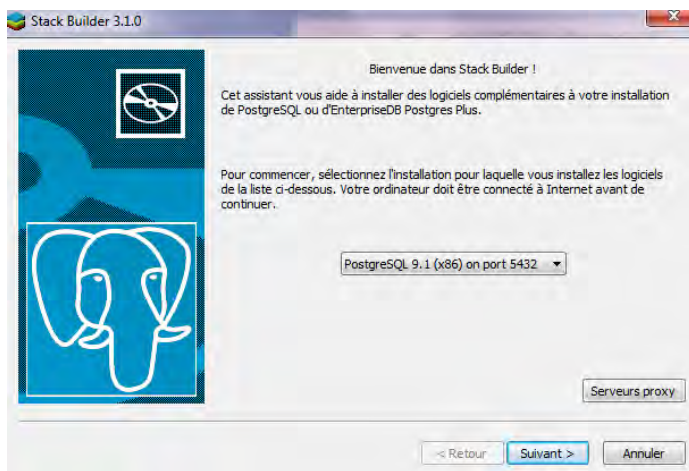 Stack Builder 3.1.0
Bienvenue dans Stack Builder !
Cet assistant vous aide à installer des logiciels complémentaires à votre installation
de PostgreSQL ou d'EnterpriseDB Postgres Plus.
Pour commencer, sélectionnez l'installation pour laquelle vous installez les logiciels
de la liste ci-dessous. Votre ordinateur doit être connecté à Internet avant de
continuer.
PostgreSQL 9.1 (x86) on port 5432
Serveurs proxy
< Retour
Suivant >
Annuler